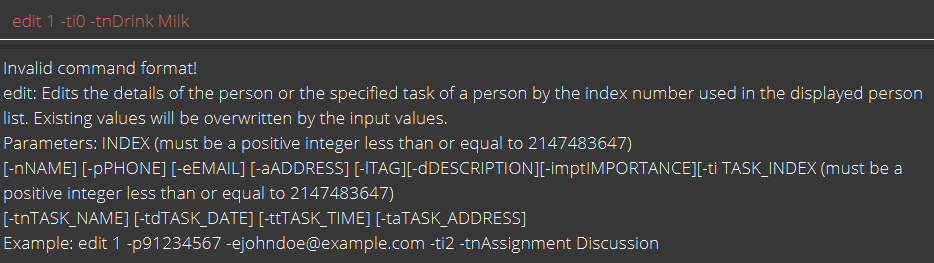 edit 1 -ti0 -tnDrink Milk
Invalid command format!
edit: Edits the details of the person or the specified task of a person by the index number used in the displayed person
list. Existing values will be overwritten by the input values.
Parameters: INDEX (must be a positive integer less than or equal to 2147483647)
[-nNAME] [-pPHONE] [-eEMAIL] [-aADDRESS] [-lTAG][-dDESCRIPTION][-imptIMPORTANCE][-ti TASK_INDEX (must be a
positive integer less than or equal to 2147483647)
[-tnTASK_NAME] [-tdTASK_DATE] [-ttTASK_TIME] [-taTASK_ADDRESS]
Example: edit 1 -p91234567 -ejohndoe@example.com -ti2 -tnAssignment Discussion